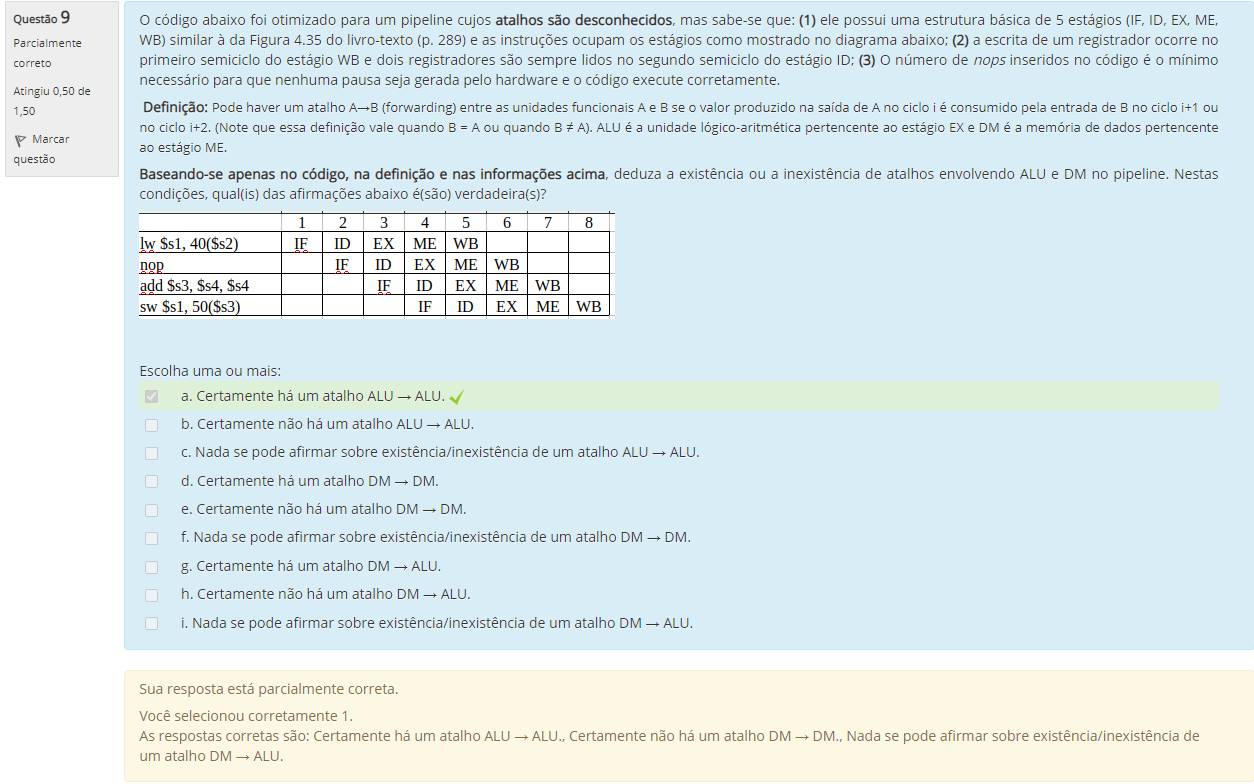 Questão 9
Parcialmente
correto
Atingiu 0,50 de
1,50
Marcar
questão
O código abaixo foi otimizado para um pipeline cujos atalhos são desconhecidos, mas sabe-se que: (1) ele possui uma estrutura básica de 5 estágios (IF, ID, EX, ME,
WB) similar à da Figura 4.35 do livro-texto (p. 289) e as instruções ocupam os estágios como mostrado no diagrama abaixo; (2) a escrita de um registrador ocorre no
primeiro semiciclo do estágio WB e dois registradores são sempre lidos no segundo semiciclo do estágio ID; (3) O número de nops inseridos no código é o mínimo
necessário para que nenhuma pausa seja gerada pelo hardware e o código execute corretamente.
Definição: Pode haver um atalho A→B (forwarding) entre as unidades funcionais A e B se o valor produzido na saída de A no ciclo i é consumido pela entrada de B no ciclo i+1 ou
no ciclo i+2. (Note que essa definição vale quando B = A ou quando B ≠ A). ALU é a unidade lógico-aritmética pertencente ao estágio EX e DM é a memória de dados pertencente
ao estágio ME.
Baseando-se apenas no código, na definição e nas informações acima, deduza a existência ou a inexistência de atalhos envolvendo ALU e DM no pipeline. Nestas
condições, qual(is) das afirmações abaixo é(são) verdadeira(s)?
1 2 3 4 5 6 7 8
lw $s1, 40($s2) IF ID EX ME WB
nop IF ID EX ME WB
add $s3, $s4, $s4 IF ID EX ME WB
sw $s1, 50($s3) IF ID EX ME WB
Escolha uma ou mais:
a. Certamente há um atalho ALU → ALU.
b. Certamente não há um atalho ALU → ALU.
c. Nada se pode afirmar sobre existência/inexistência de um atalho ALU → ALU.
d. Certamente há um atalho DM → DM.
e. Certamente não há um atalho DM → DM.
f. Nada se pode afirmar sobre existência/inexistência de um atalho DM → DM.
g. Certamente há um atalho DM → ALU.
h. Certamente não há um atalho DM → ALU.
i. Nada se pode afirmar sobre existência/inexistência de um atalho DM → ALU.
Sua resposta está parcialmente correta.
Você selecionou corretamente 1.
As respostas corretas são: Certamente há um atalho ALU → ALU., Certamente não há um atalho DM → DM., Nada se pode afirmar sobre existência/inexistência de
um atalho DM → ALU.